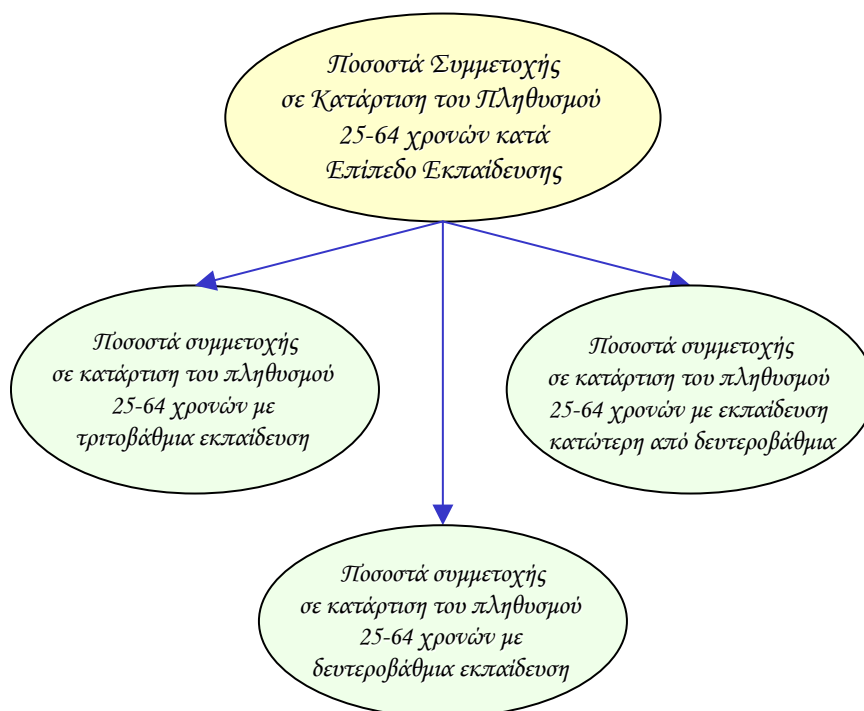 Ποσοστά Συμμετοχής
σε Κατάρτιση του Πληθυσμού
25-64 χρονών κατά
Επίπεδο Εκπαίδευσης
Ποσοστά συμμετοχής
σε κατάρτιση του πληθυσμού
25-64 χρονών με
τριτοβάθμια εκπαίδευση
Ποσοστά συμμετοχής
σε κατάρτιση του πληθυσμού
25-64 χρονών με εκπαίδευση
κατώτερη από δευτεροβάθμια
Ποσοστά συμμετοχής
σε κατάρτιση του πληθυσμού
25-64 χρονών με
δευτεροβάθμια εκπαίδευση